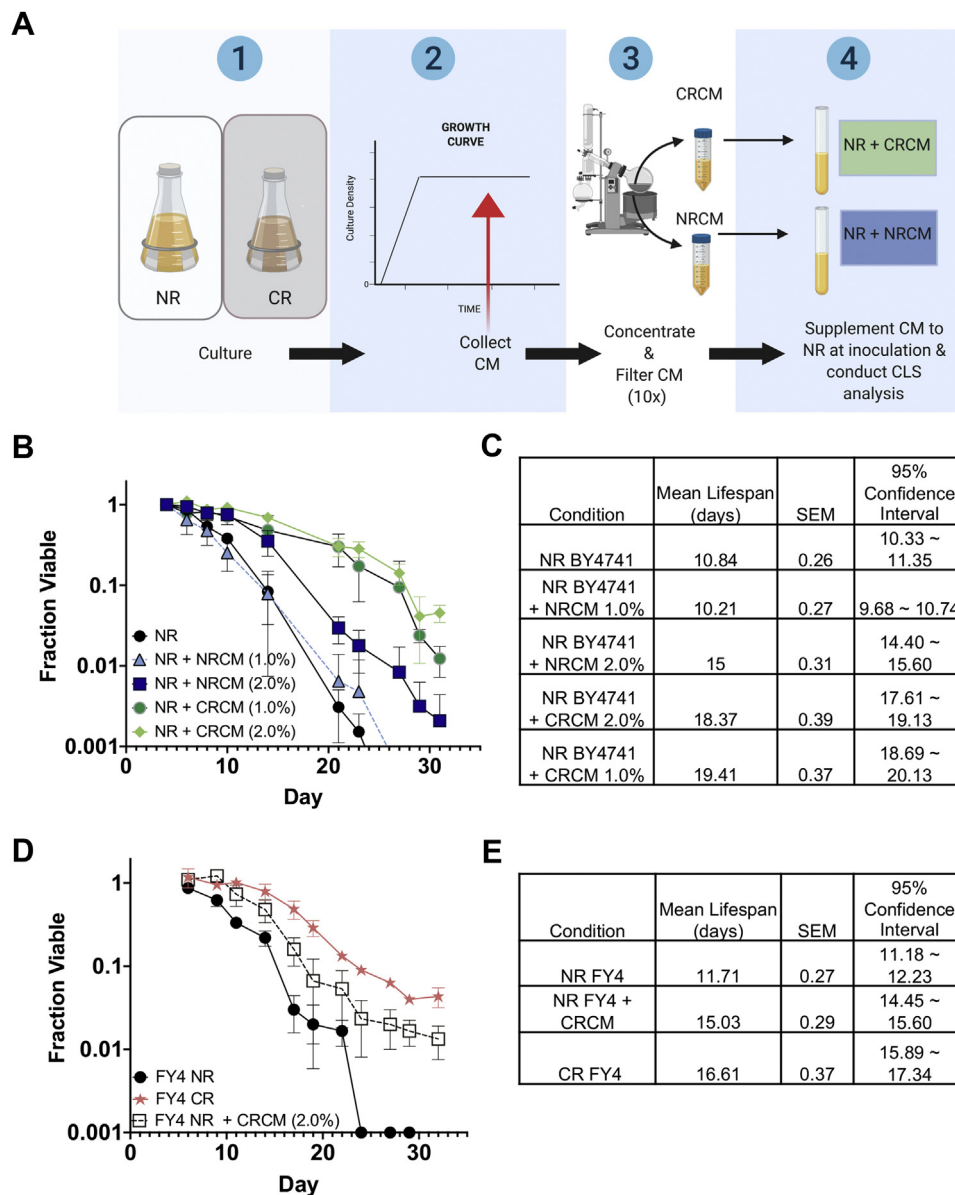 A
1
2
3
4
NR
CR
GROWTH
CURVE
Culture Density
0
TIME
CRCM
NRCM
NR + CRCM
NR + NRCM
Culture
Collect
CM
Concentrate
&
Filter CM
(10x)
Supplement CM to
NR at inoculation &
conduct CLS
analysis
B
Fraction Viable
1
0.1
0.01
0.001
NR
NR + NRCM (1.0%)
NR + NRCM (2.0%)
NR + CRCM (1.0%)
NR + CRCM (2.0%)
0 10 20 30
Day
C
Condition
Mean Lifespan
(days)
SEM
95%
Confidence
Interval
NR BY4741
10.84
0.26
10.33 ~
11.35
NR BY4741
+ NRCM 1.0%
10.21
0.27
9.68 ~ 10.74
NR BY4741
+ NRCM 2.0%
15
0.31
14.40 ~
15.60
NR BY4741
+ CRCM 2.0%
18.37
0.39
17.61 ~
19.13
NR BY4741
+ CRCM 1.0%
19.41
0.37
18.69 ~
20.13
D
Fraction Viable
1
0.1
0.01
0.001
FY4 NR
FY4 CR
FY4 NR + CRCM (2.0%)
0 10 20 30
Day
E
Condition
Mean Lifespan
(days)
SEM
95%
Confidence
Interval
NR FY4
11.71
0.27
11.18 ~
12.23
NR FY4 +
CRCM
15.03
0.29
14.45 ~
15.60
CR FY4
16.61
0.37
15.89 ~
17.34